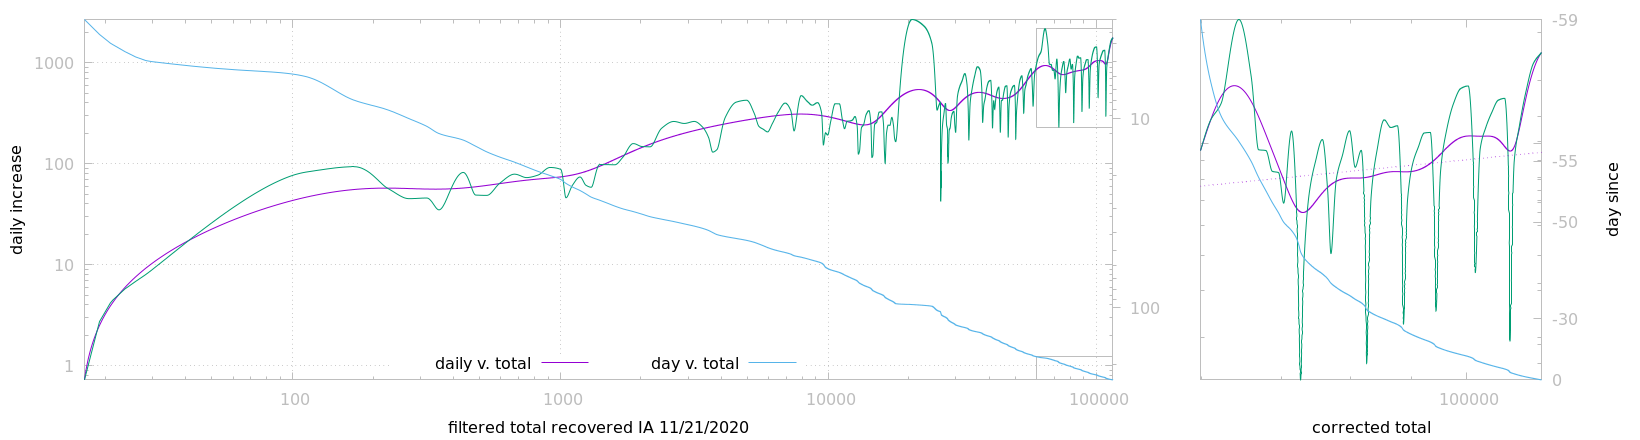 1000
100
10
1
daily increase
daily v. total
day v. total
10
100
100
1000
10000
100000
filtered total recovered IA 11/21/2020
-59
-55
-50
-30
0
day since
100000
corrected total